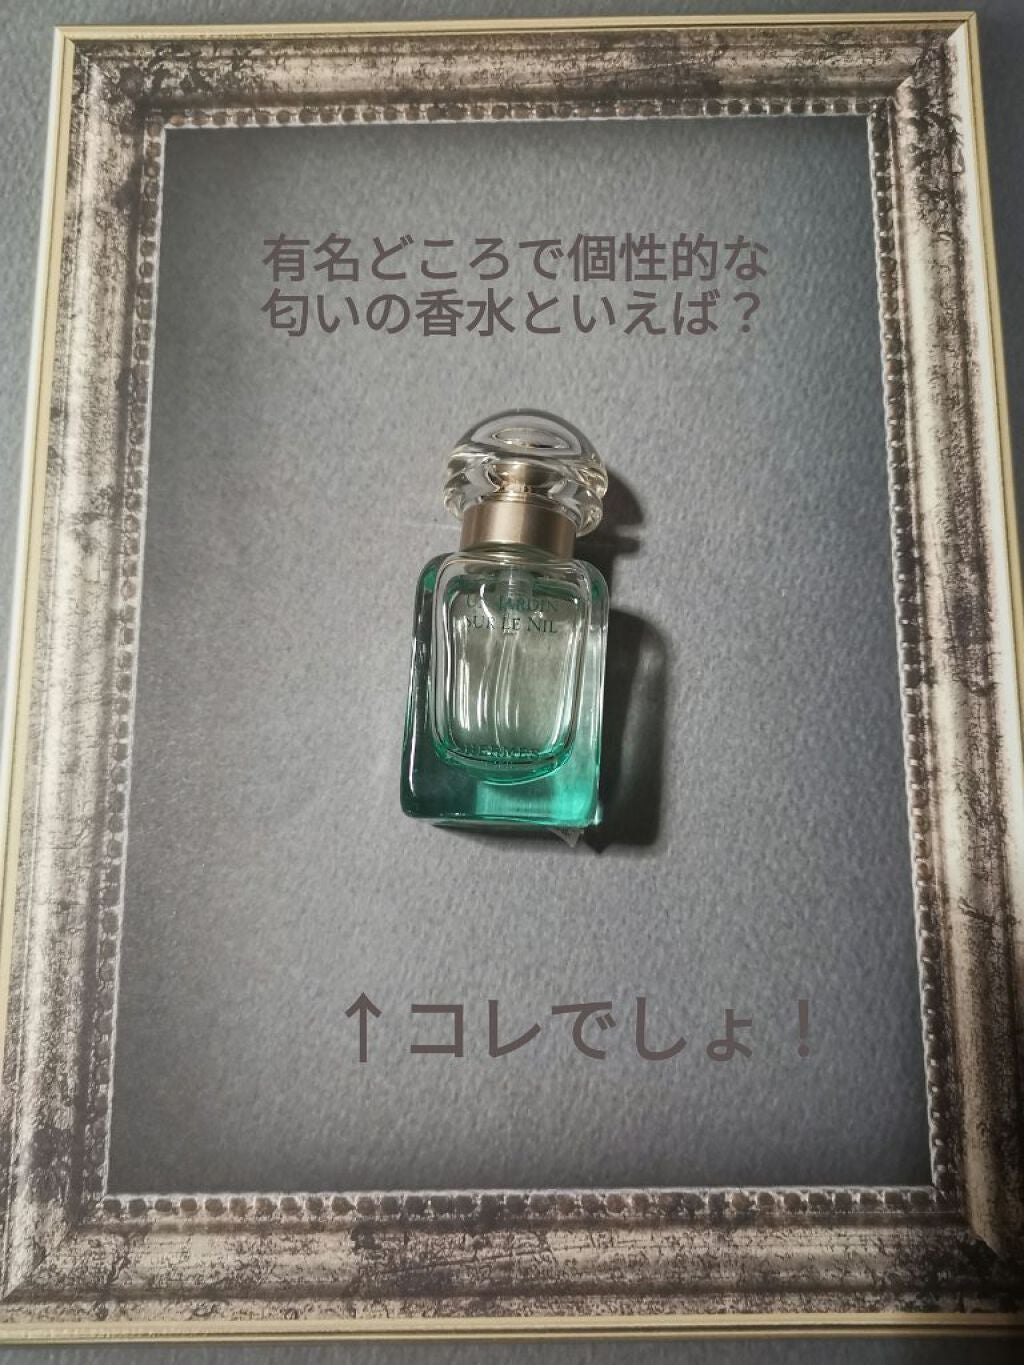 有名どころで個性的な
匂いの香水といえば？
UN JARDIN
SUR LE NIL
HERMES
↑コレでしょ！